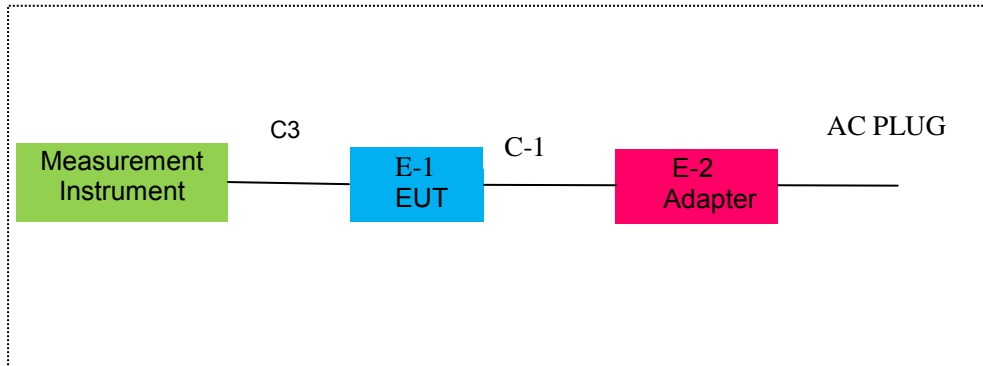 C3
C-1
AC PLUG
Measurement
Instrument
E-1
EUT
E-2
Adapter